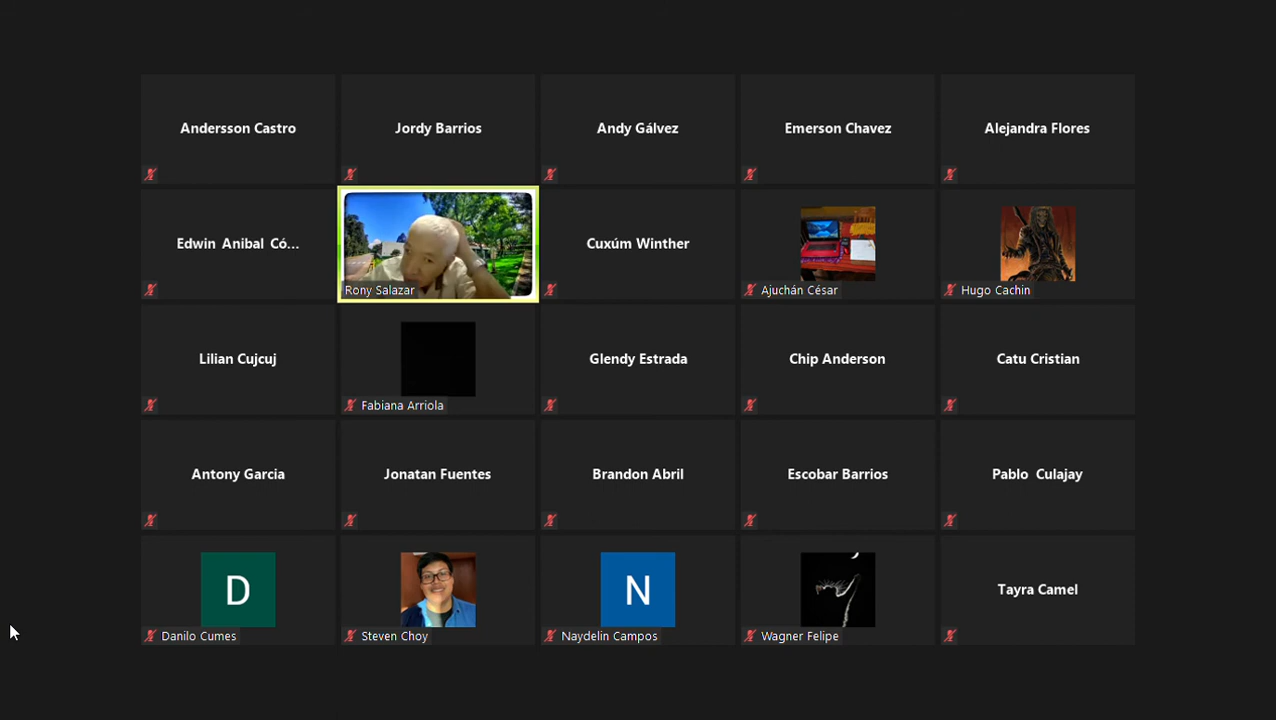 Andersson Castro
Jordy Barrios
Andy Gálvez
Emerson Chavez
Alejandra Flores
Edwin Anibal Có...
Rony Salazar
Cuxúm Winther
Ajuchán César
Hugo Cachin
Lilian Cujcuj
Fabiana Arriola
Glendy Estrada
Chip Anderson
Catu Cristian
Antony Garcia
Jonatan Fuentes
Brandon Abril
Escobar Barrios
Pablo Culajay
D
Danilo Cumes
Steven Choy
N
Naydelin Campos
Wagner Felipe
Tayra Camel